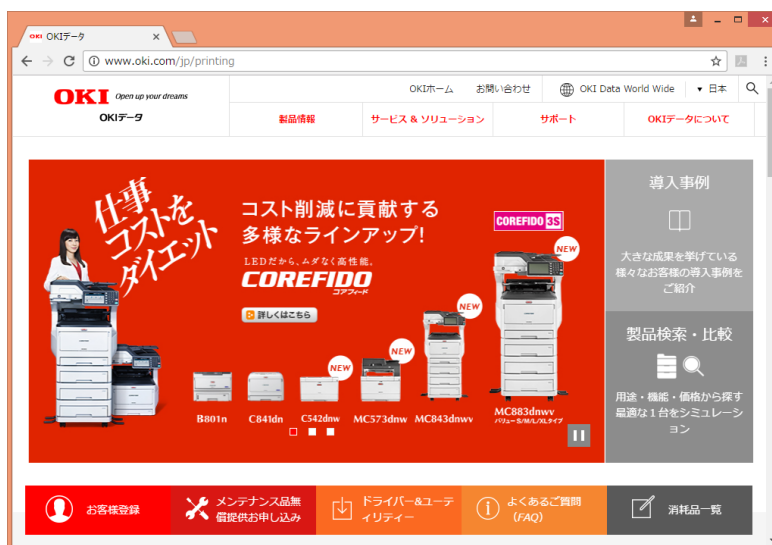 OKI OKIデータ
www.oki.com/jp/printing
OKIホーム お問い合わせ OKI Data World Wide ▼ 日本
OKI Open up your dreams
OKIデータ
製品情報 サービス & ソリューション サポート OKIデータについて
仕事
コストを
ダイエット
コスト削減に貢献する
多様なラインアップ!
LEDだから、ムダなく高性能。
COREFIDO
コアフィード
詳しくはこちら
COREFIDO 3S
NEW
NEW
NEW
NEW
B801n C841dn C542dnw MC573dnw MC843dnwv MC883dnwv
バリューS/M/L/XLタイプ
導入事例
大きな成果を挙げている
様々なお客様の導入事例を
ご紹介
製品検索・比較
用途・機能・価格から探す
最適な1台をシミュレーシ
ョン
お客様登録
メンテナンス品無
償提供お申し込み
ドライバー&ユーテ
ィリティー
よくあるご質問
(FAQ)
消耗品一覧